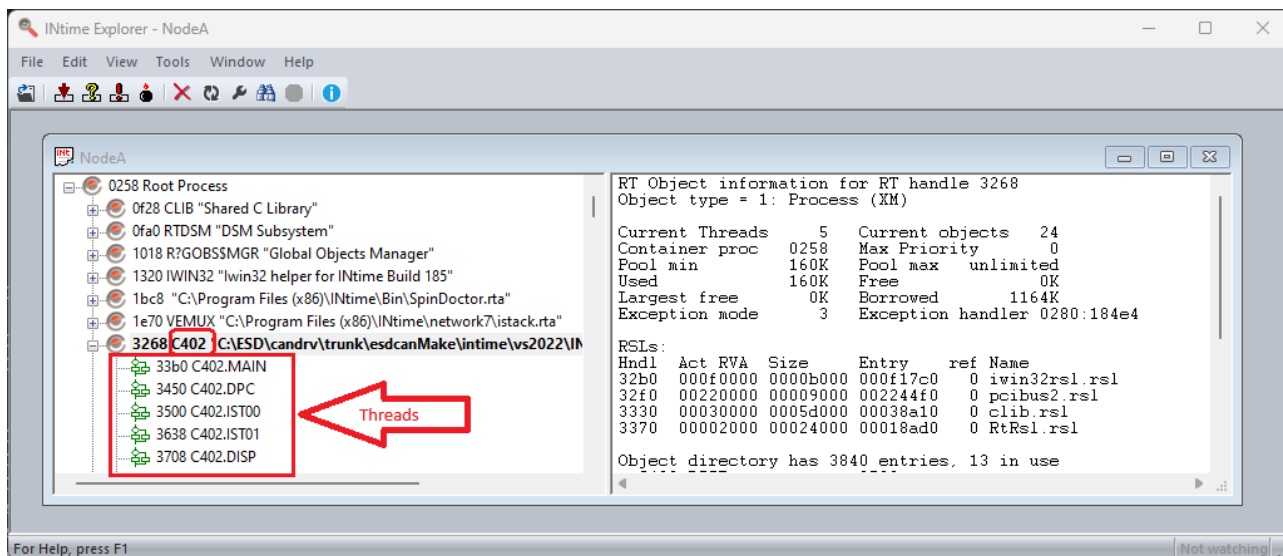 INtime Explorer - NodeA
File Edit View Tools Window Help
NodeA
0258 Root Process
0f28 CLIB "Shared C Library"
0fa0 RTDSM "DSM Subsystem"
1018 R?GOBS$MGR "Global Objects Manager"
1320 IWIN32 "Iwin32 helper for INtime Build 185"
1bc8 "C:\Program Files (x86)\INtime\Bin\SpinDoctor.rta"
1e70 VEMUX "C:\Program Files (x86)\INtime\network7\istack.rta"
3268 C402 "C:\ESD\candrv\trunk\esdcanMake\intime\vs2022\IN
33b0 C402.MAIN
3450 C402.DPC
3500 C402.IST00
3638 C402.IST01
3708 C402.DISP
Threads
RT Object information for RT handle 3268
Object type = 1: Process (XM)
Current Threads 5 Current objects 24
Container proc 0258 Max Priority 0
Pool min 160K Pool max unlimited
Used 160K Free 0K
Largest free 0K Borrowed 1164K
Exception mode 3 Exception handler 0280:184e4
RSLs:
Hndl Act RVA Size Entry ref Name
32b0 000f0000 0000b000 000f17c0 0 iwin32rsl.rsl
32f0 00220000 00009000 002244f0 0 pcibus2.rsl
3330 00030000 0005d000 00038a10 0 clib.rsl
3370 00002000 00024000 00018ad0 0 RtRsl.rsl
Object directory has 3840 entries, 13 in use
For Help, press F1
Not watching